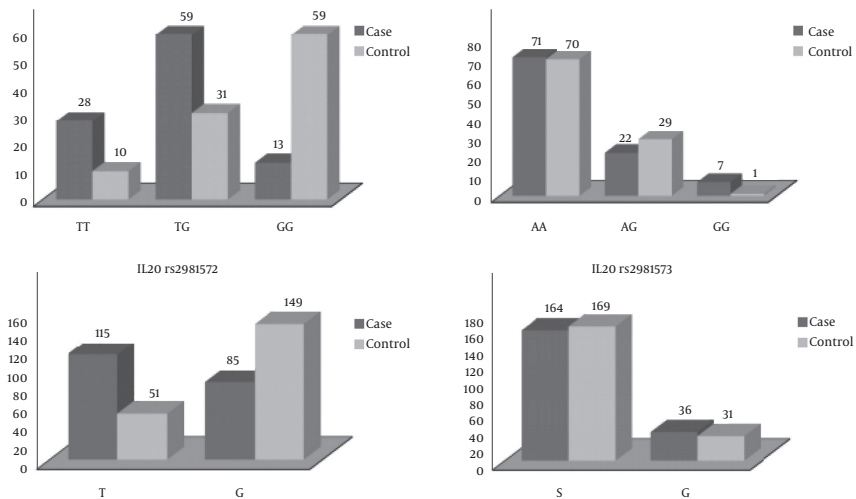 59
59
60
50
40
30
20
10
0
28
10
31
13
Case
Control
TT
TG
GG
80
70
60
50
40
30
20
10
0
71
70
22
29
7
1
Case
Control
AA
AG
GG
IL20 rs2981572
160
140
120
100
80
60
40
20
0
115
51
85
149
Case
Control
T
G
IL20 rs2981573
180
160
140
120
100
80
60
40
20
0
164
169
36
31
Case
Control
S
G